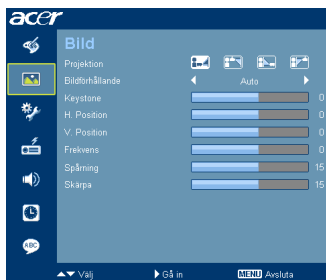 acer
Bild
Projektion
Bildförhållande Auto
Keystone 0
H. Position 0
V. Position 0
Frekvens 0
Spårning 15
Skärpa 15
ABC
Välj Gå in MENU Avsluta